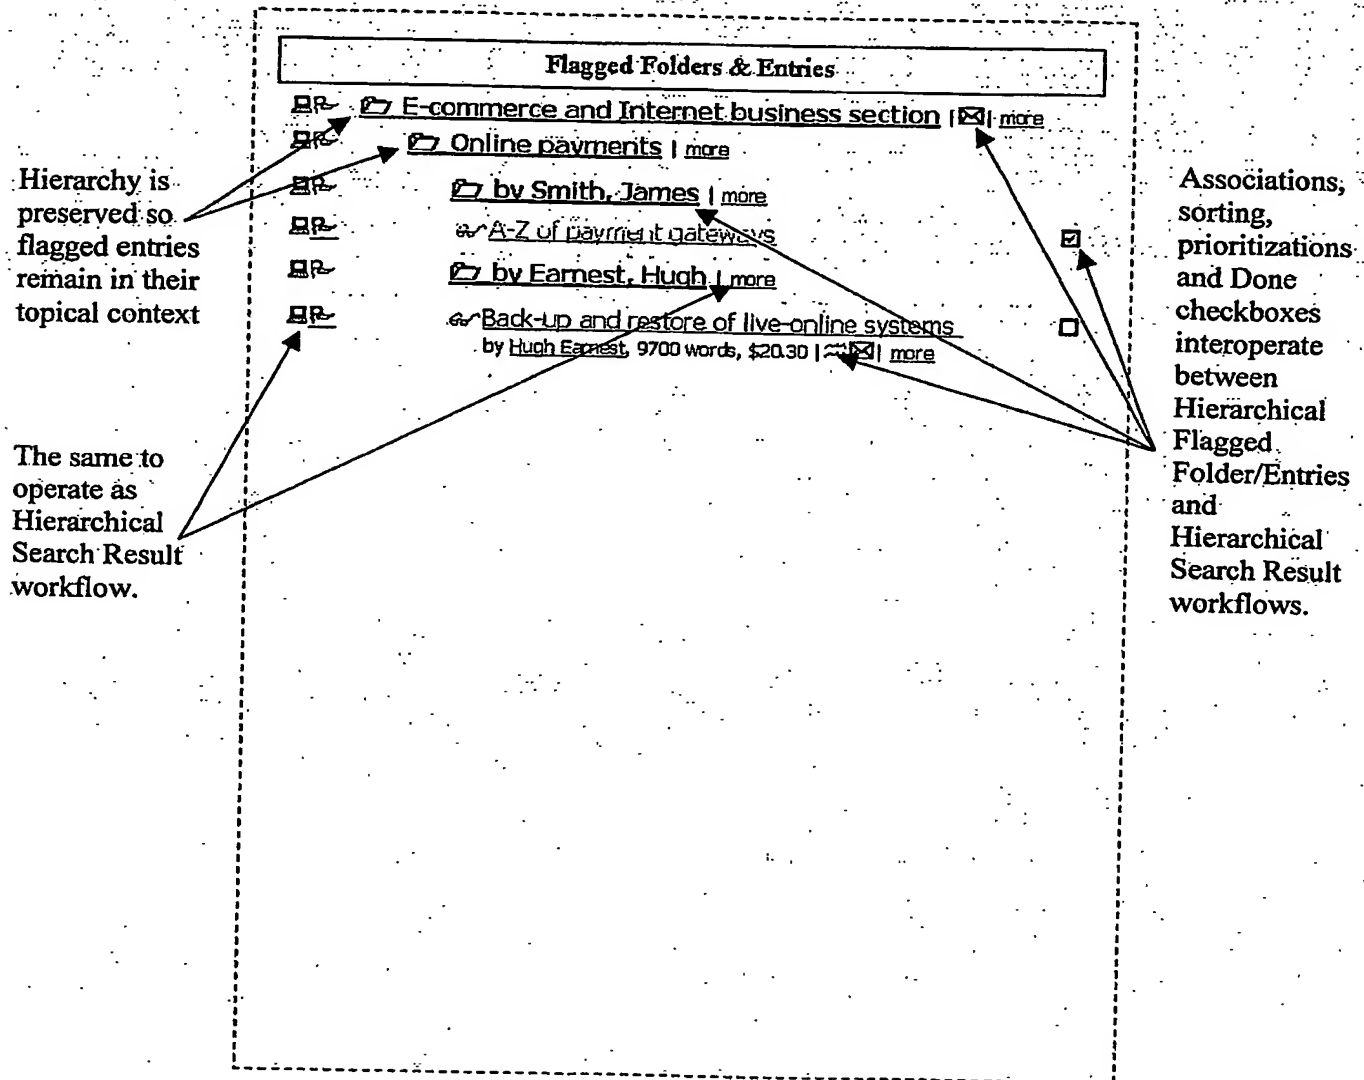 Flagged Folders & Entries
E-commerce and Internet business section | | more
Online payments | more
by Smith, James | more
A-Z of payment gateways
by Earnest, Hugh | more
Back-up and restore of live-online systems
by Hugh Earnest, 9700 words, $20.30 | | more
Hierarchy is
preserved so
flagged entries
remain in their
topical context
The same to
operate as
Hierarchical
Search Result
workflow.
Associations,
sorting,
prioritizations
and Done
checkboxes
interoperate
between
Hierarchical
Flagged
Folder/Entries
and
Hierarchical
Search Result
workflows.